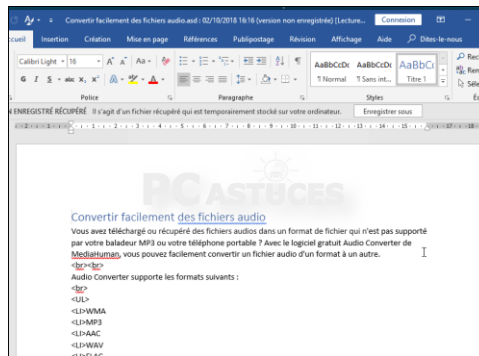 Convertir facilement des fichiers audio.asd : 02/10/2018 16:16 (version non enregistrée) [Lecture... Connexion
ccueil Insertion Création Mise en page Références Publipostage Révision Affichage Aide Dites-le-nous
Calibri Light 16 A A Aa
G I S abc X, X² A A
AaBbCcDc AaBbCcDc AaBbCc
¶ Normal ¶ Sans int... Titre 1
Police Paragraphe Styles
N ENREGISTRÉ RÉCUPÉRÉ Il s'agit d'un fichier récupéré qui est temporairement stocké sur votre ordinateur. Enregistrer sous
PC ASTUCES
Convertir facilement des fichiers audio
Vous avez téléchargé ou récupéré des fichiers audios dans un format de fichier qui n'est pas supporté
par votre baladeur MP3 ou votre téléphone portable ? Avec le logiciel gratuit Audio Converter de
MediaHuman, vous pouvez facilement convertir un fichier audio d'un format à un autre.
<br><br>
Audio Converter supporte les formats suivants :
<br>
<UL>
<LI>WMA
<LI>MP3
<LI>AAC
<LI>WAV
<LI>FLAC